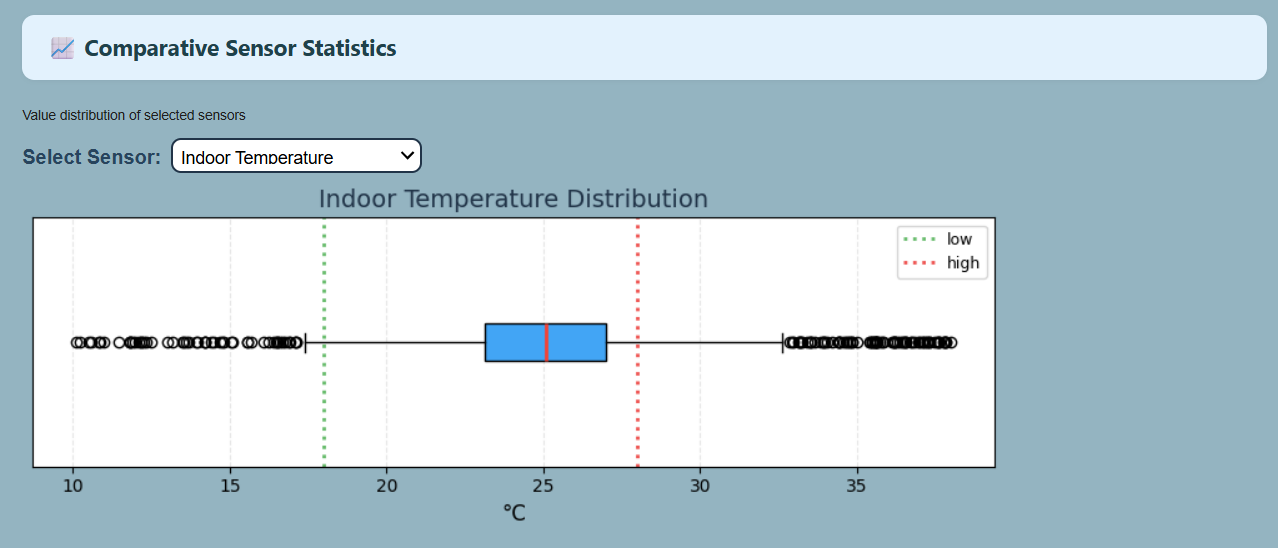 Comparative Sensor Statistics
Value distribution of selected sensors
Select Sensor: Indoor Temperature
Indoor Temperature Distribution
low
high
10 15 20 25 30 35
°C